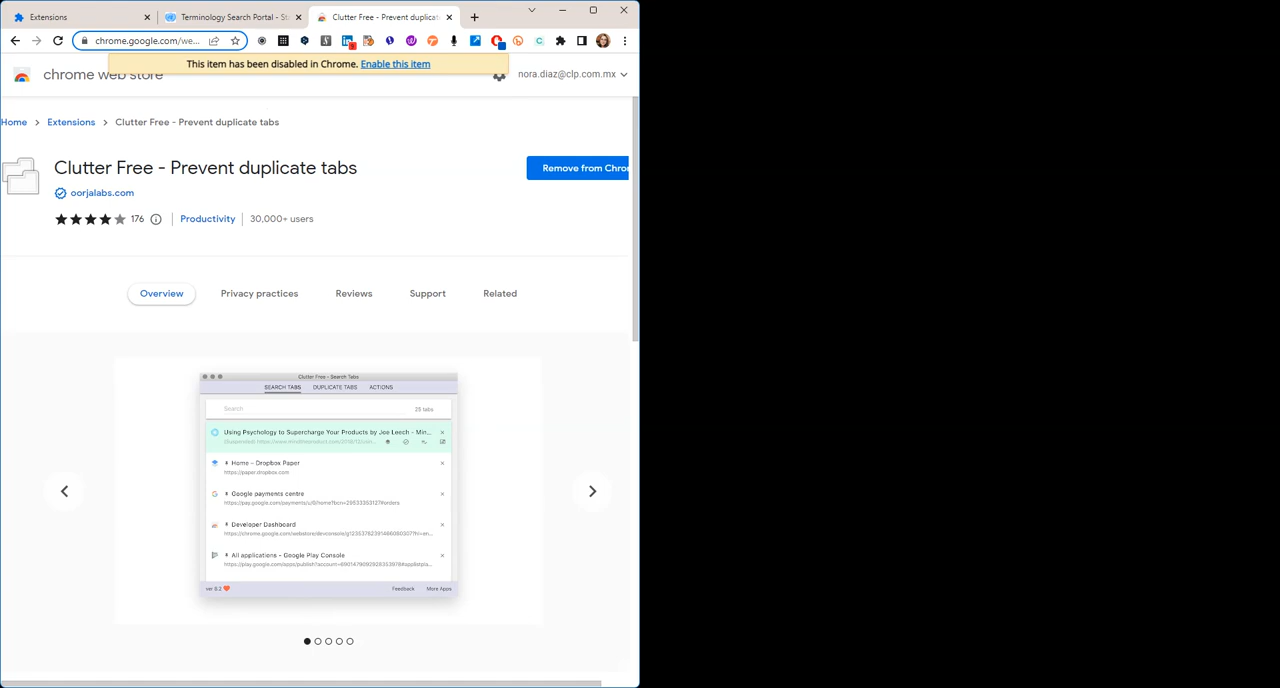 Extensions
Terminology Search Portal - St
Clutter Free - Prevent duplicat
chrome.google.com/we...
This item has been disabled in Chrome. Enable this item
chrome web store
nora.diaz@clp.com.mx
Home > Extensions > Clutter Free - Prevent duplicate tabs
Clutter Free - Prevent duplicate tabs
Remove from Chro
oorjalabs.com
176
Productivity
30,000+ users
Overview
Privacy practices
Reviews
Support
Related
Clutter Free - Search Tabs
SEARCH TABS DUPLICATE TABS ACTIONS
Search
25 tabs
Using Psychology to Supercharge Your Products by Joe Leech - Min...
Home – Dropbox Paper
https://paper.dropbox.com
Google payments centre
Developer Dashboard
All applications – Google Play Console
ver 8.2
Feedback
More Apps